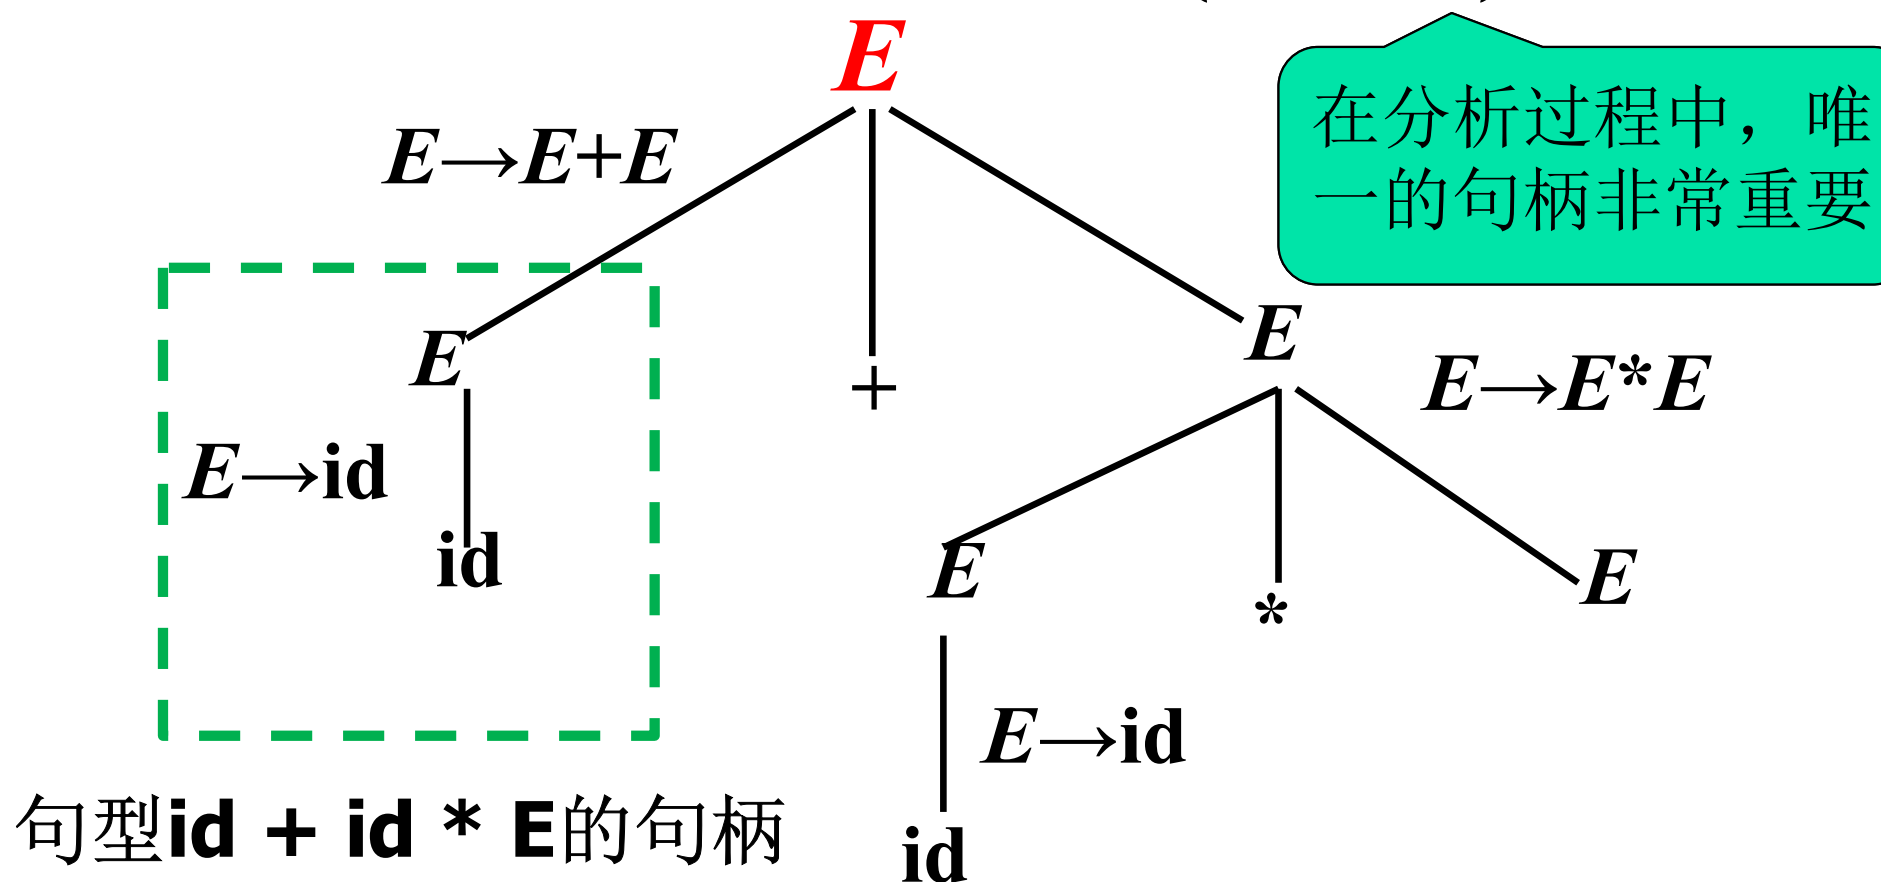 E
在分析过程中，唯
一的句柄非常重要
E→E+E
E
+
E
E→E*E
E→id
id
E
*
E
E→id
句型id + id * E的句柄
id